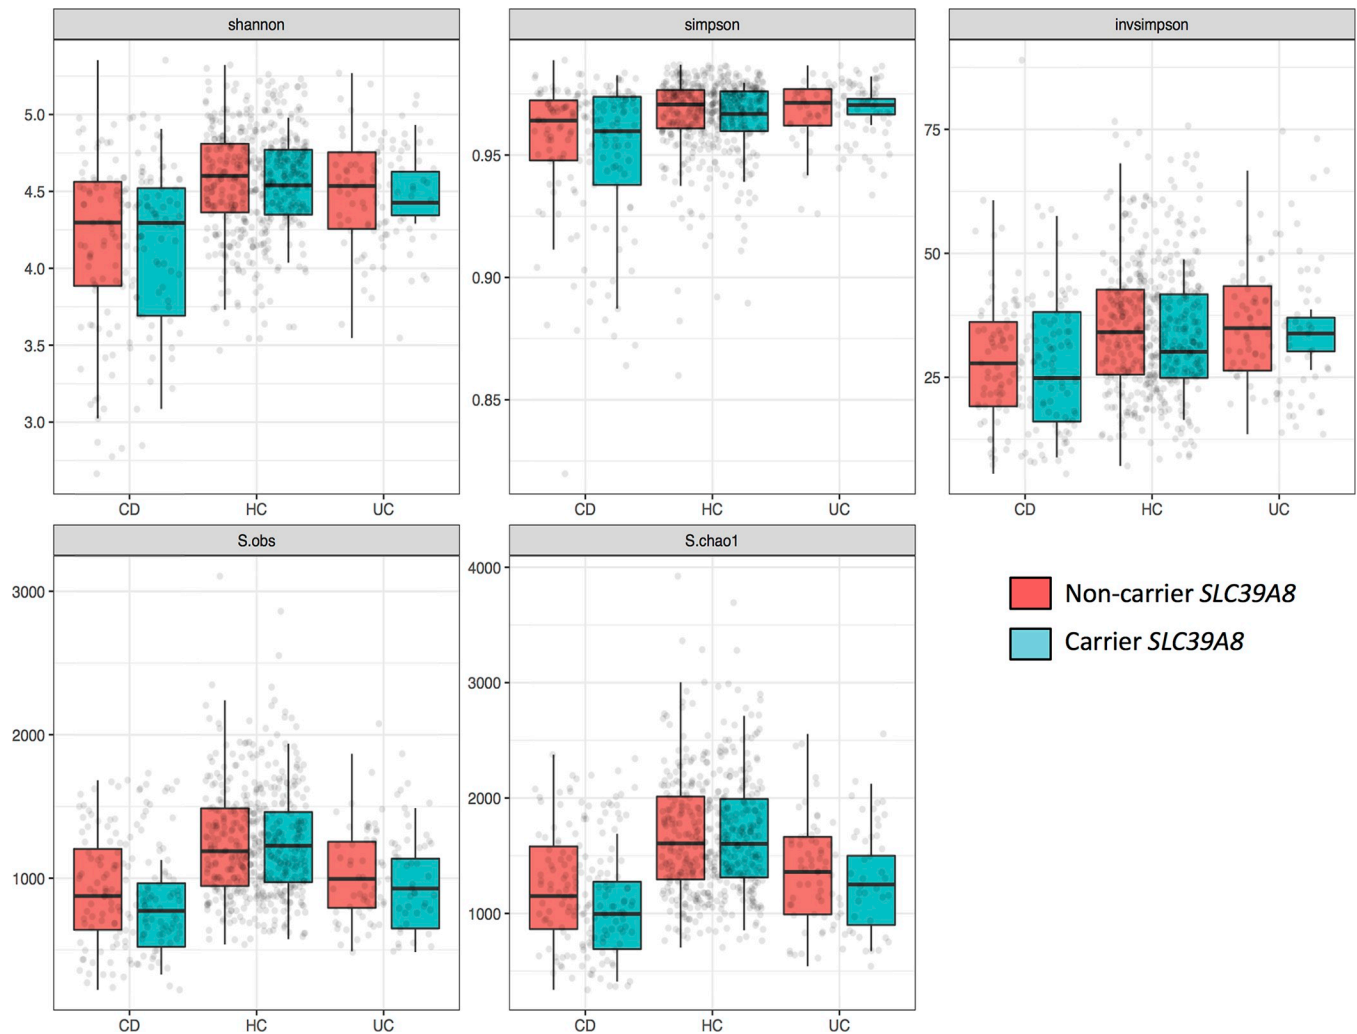 shannon
5.0
4.5
4.0
3.5
3.0
CD HC UC
simpson
0.95
0.90
0.85
CD HC UC
invsimpson
75
50
25
CD HC UC
S.obs
3000
2000
1000
CD HC UC
S.chao1
4000
3000
2000
1000
CD HC UC
Non-carrier SLC39A8
Carrier SLC39A8